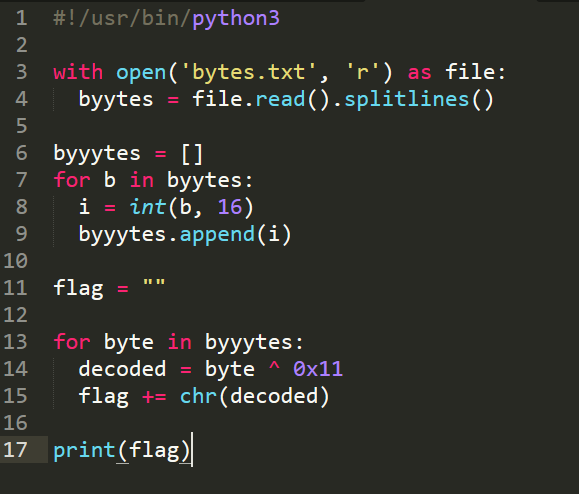 1 #!/usr/bin/python3
2
3 with open('bytes.txt', 'r') as file:
4   byytes = file.read().splitlines()
5
6 byyytes = []
7 for b in byytes:
8   i = int(b, 16)
9   byyytes.append(i)
10
11 flag = ""
12
13 for byte in byyytes:
14   decoded = byte ^ 0x11
15   flag += chr(decoded)
16
17 print(flag)